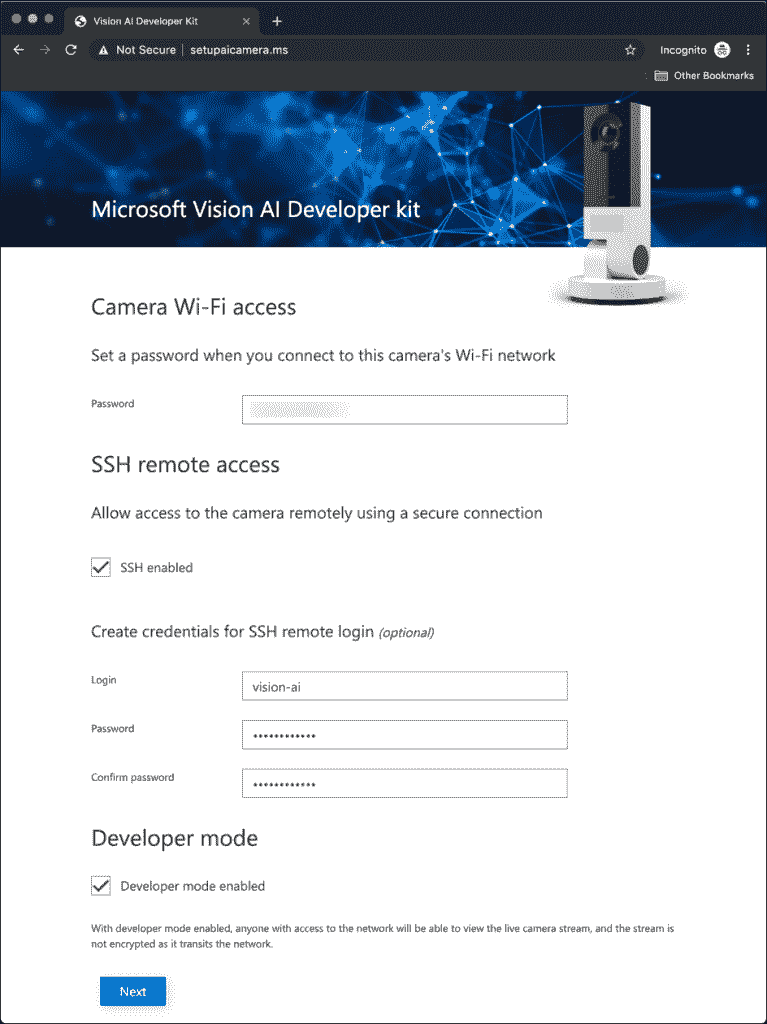 Vision AI Developer Kit
Not Secure | setupaicamera.ms
Incognito
Other Bookmarks
Microsoft Vision AI Developer kit
Camera Wi-Fi access
Set a password when you connect to this camera's Wi-Fi network
Password
SSH remote access
Allow access to the camera remotely using a secure connection
SSH enabled
Create credentials for SSH remote login (optional)
Login
vision-ai
Password
••••••••••••
Confirm password
••••••••••••
Developer mode
Developer mode enabled
With developer mode enabled, anyone with access to the network will be able to view the live camera stream, and the stream is
not encrypted as it transits the network.
Next